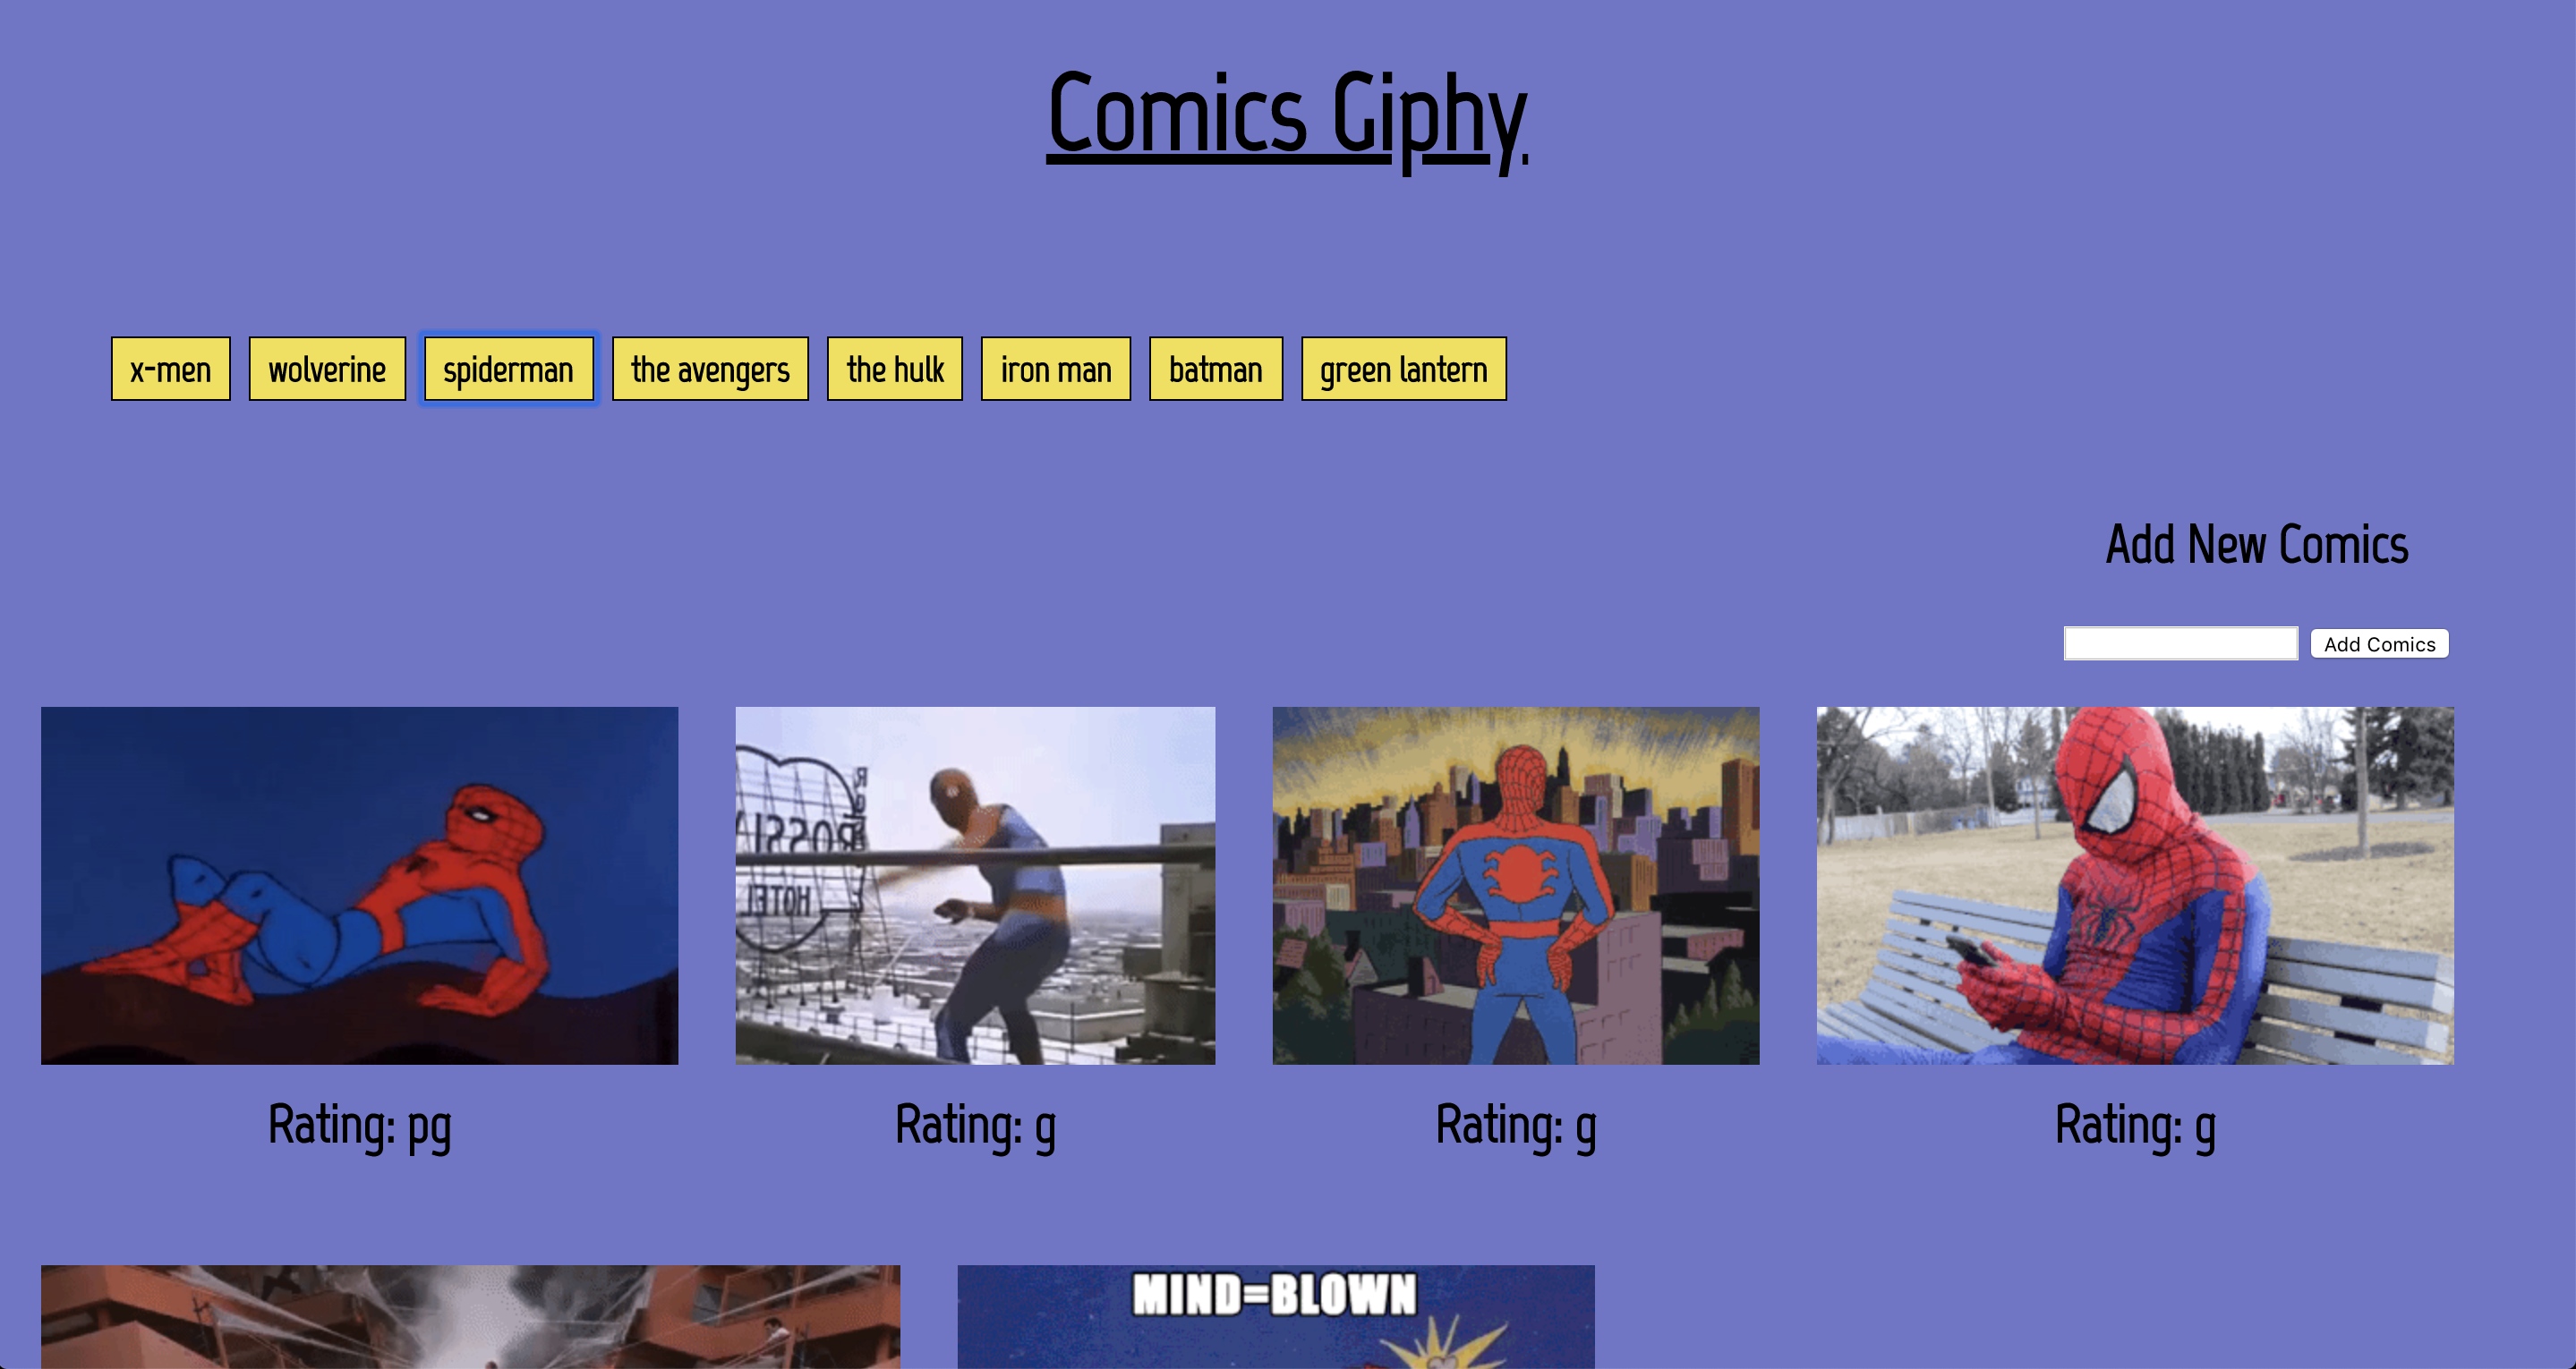 Comics Giphy
x-men wolverine spiderman the avengers the hulk iron man batman green lantern
Add New Comics
Add Comics
HOTEL
Rating: pg Rating: g Rating: g Rating: g
MIND=BLOWN